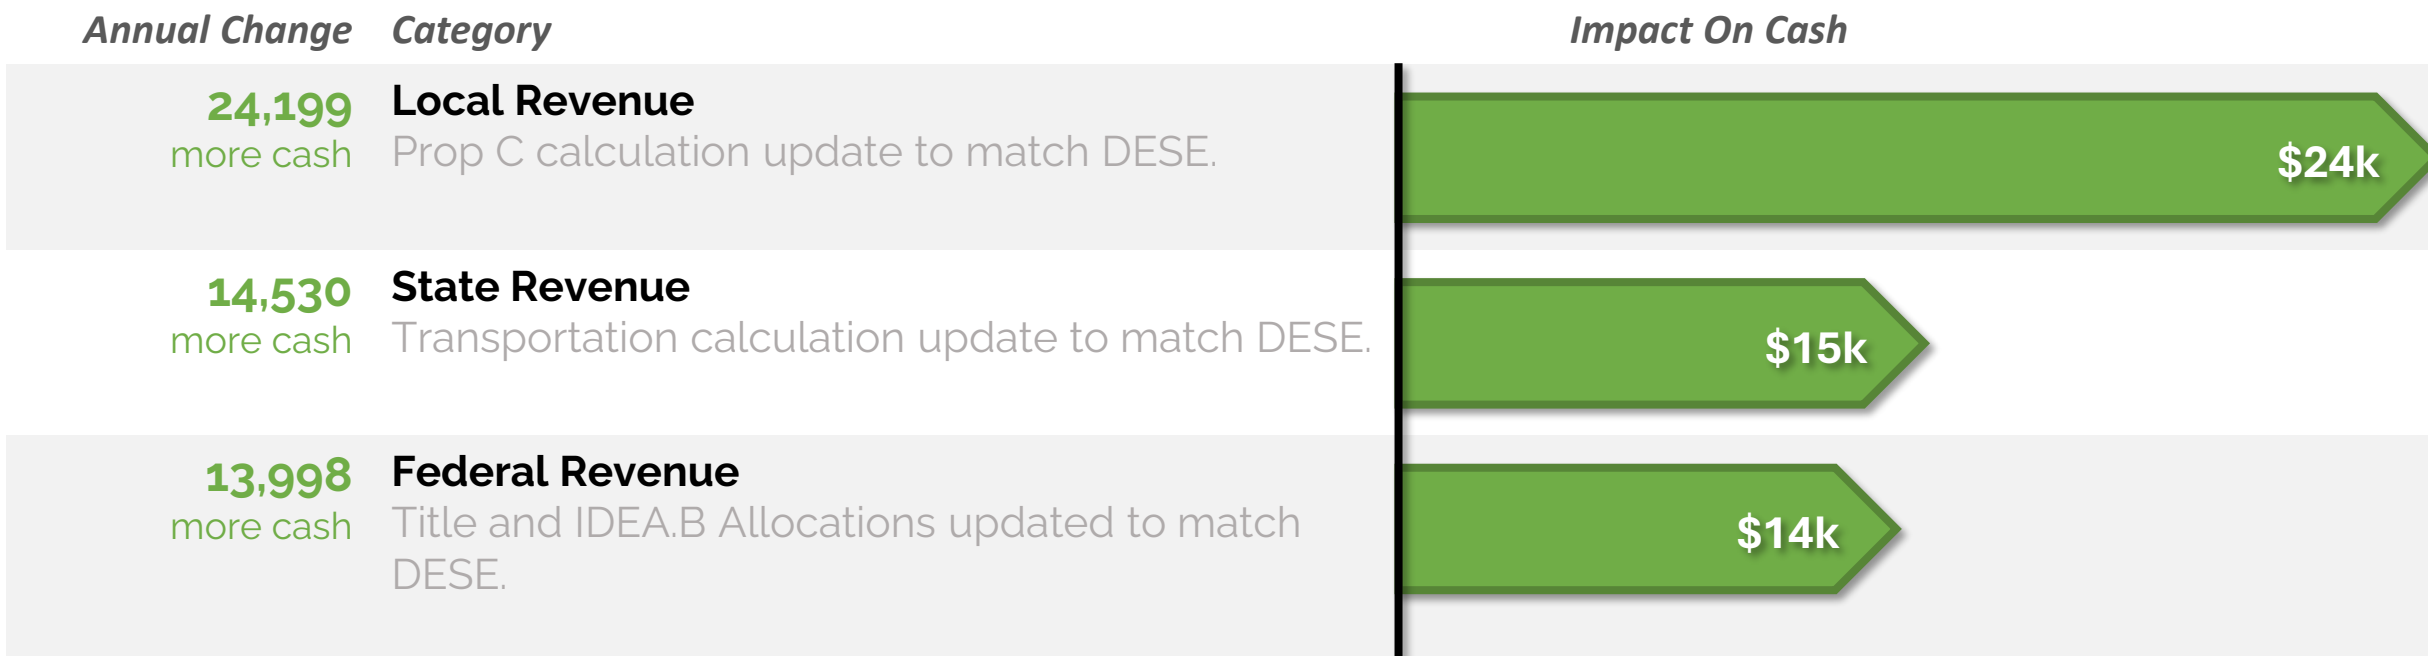 Annual Change Category Impact On Cash
24,199 Local Revenue
more cash Prop C calculation update to match DESE.
$24k
14,530 State Revenue
more cash Transportation calculation update to match DESE.
$15k
13,998 Federal Revenue
more cash Title and IDEA.B Allocations updated to match
DESE.
$14k